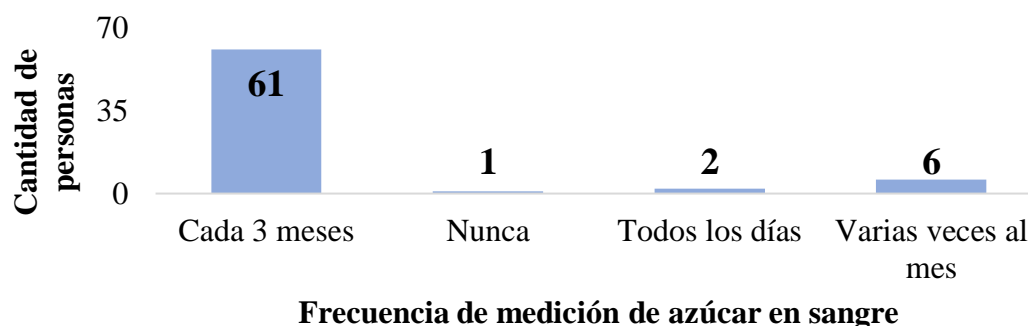 Cantidad de
personas
70
35
0
61
1
2
6
Cada 3 meses
Nunca
Todos los días
Varias veces al
mes
Frecuencia de medición de azúcar en sangre